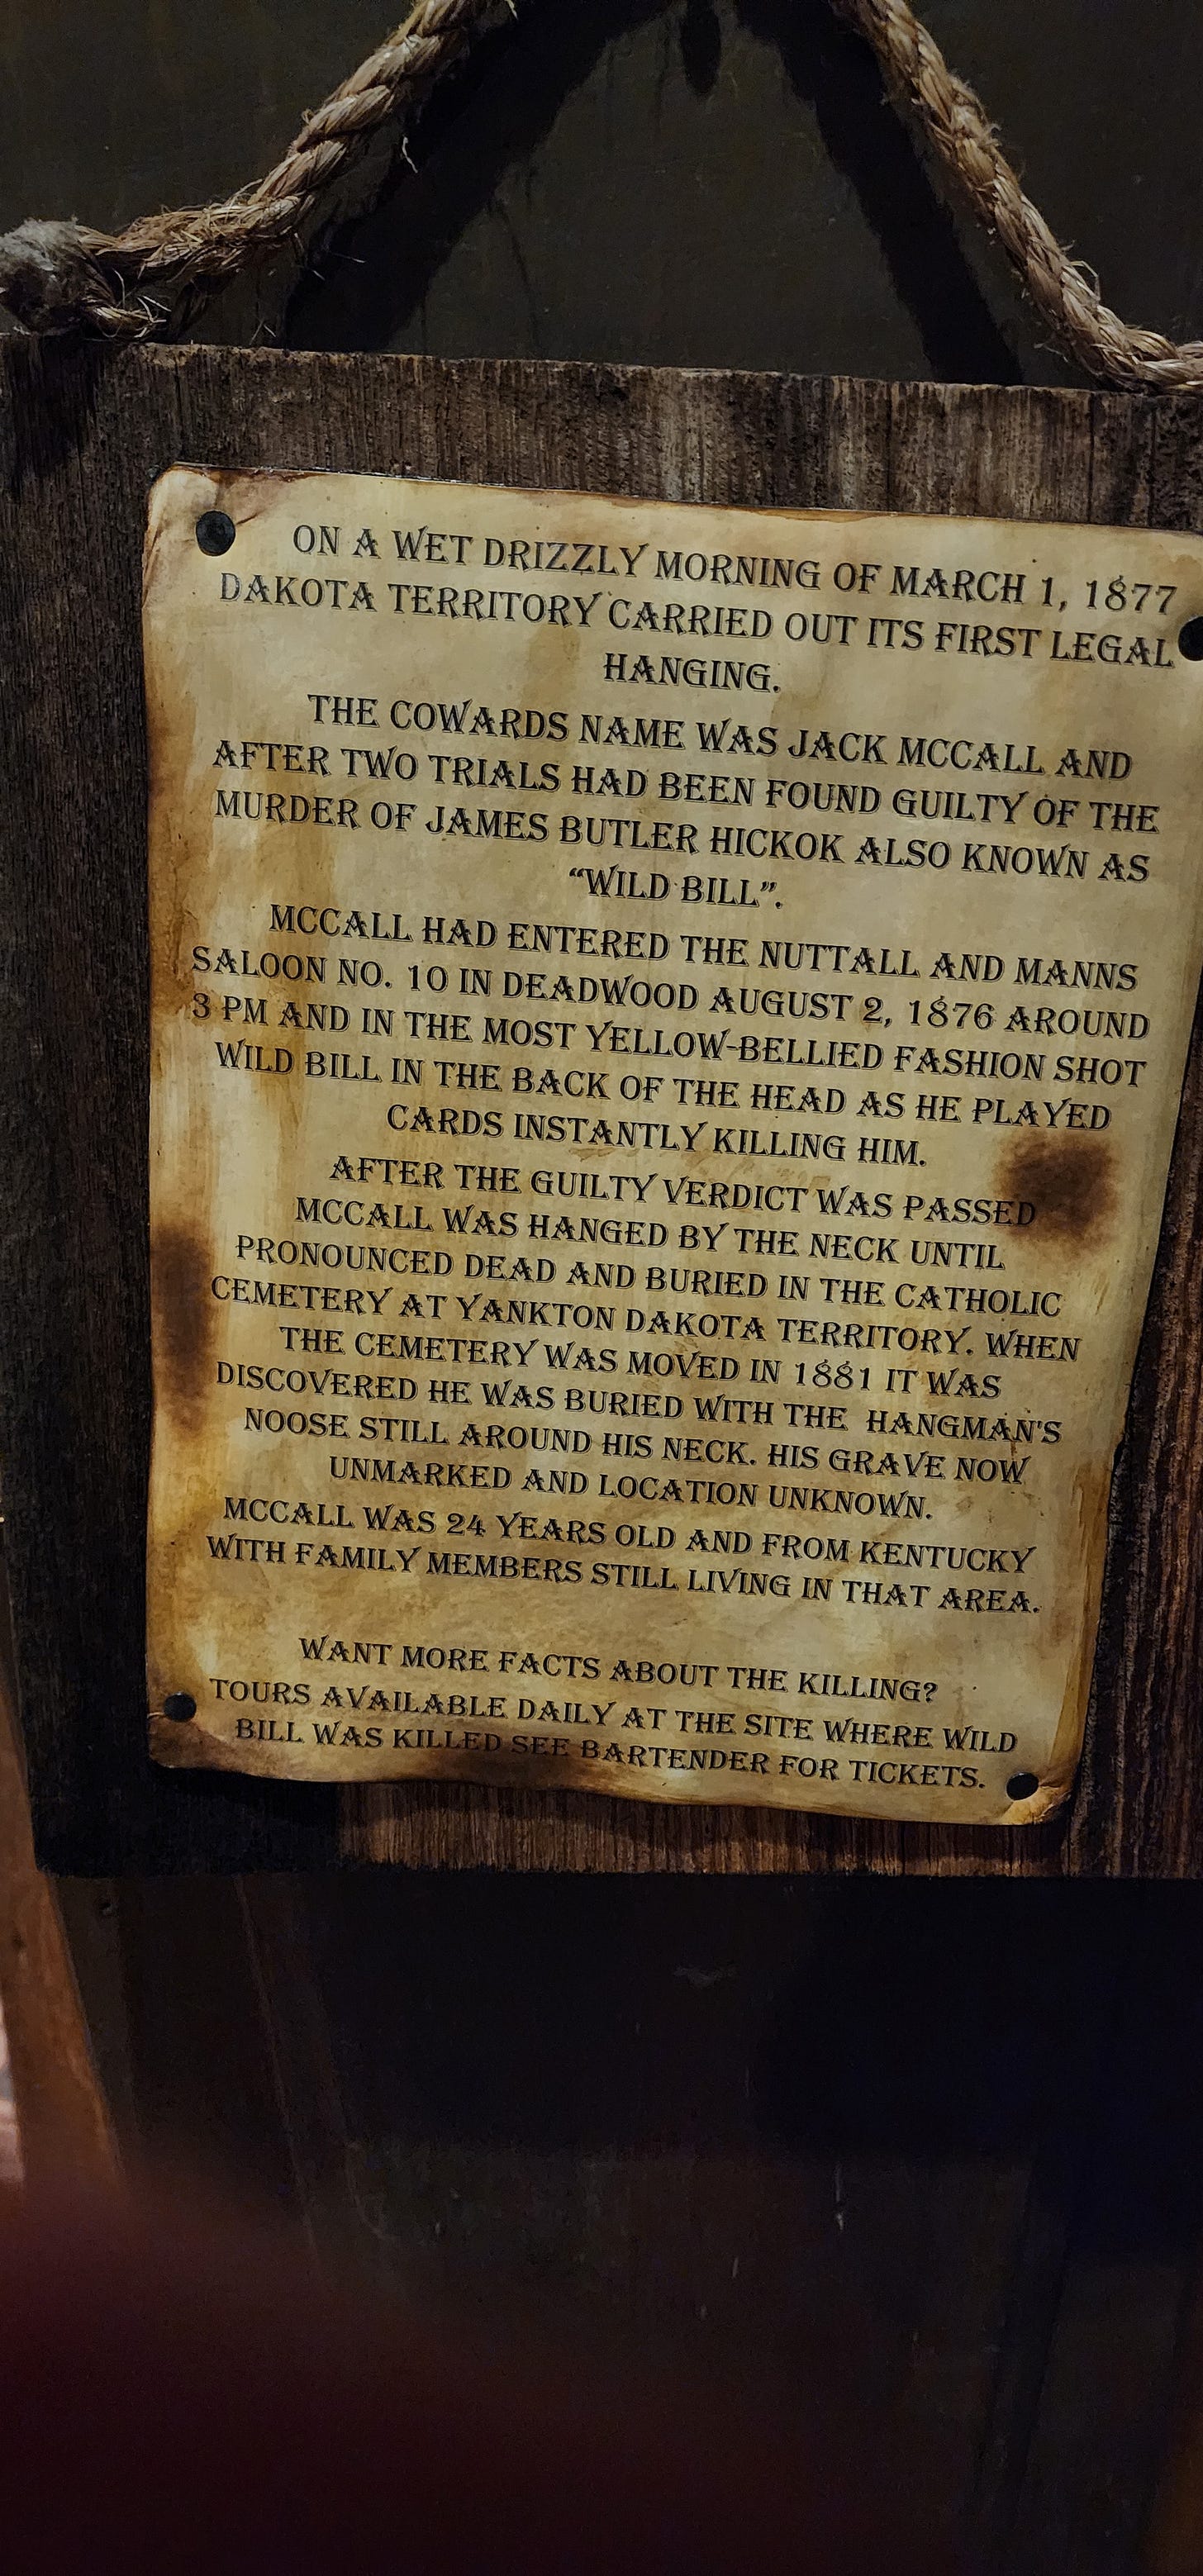 ON A WET DRIZZLY MORNING OF MARCH 1, 1877
DAKOTA TERRITORY CARRIED OUT ITS FIRST LEGAL
HANGING.
THE COWARDS NAME WAS JACK MCCALL AND
AFTER TWO TRIALS HAD BEEN FOUND GUILTY OF THE
MURDER OF JAMES BUTLER HICKOK ALSO KNOWN AS
“WILD BILL”.
MCCALL HAD ENTERED THE NUTTALL AND MANNS
SALOON NO. 10 IN DEADWOOD AUGUST 2, 1876 AROUND
3 PM AND IN THE MOST YELLOW-BELLIED FASHION SHOT
WILD BILL IN THE BACK OF THE HEAD AS HE PLAYED
CARDS INSTANTLY KILLING HIM.
AFTER THE GUILTY VERDICT WAS PASSED
MCCALL WAS HANGED BY THE NECK UNTIL
PRONOUNCED DEAD AND BURIED IN THE CATHOLIC
CEMETERY AT YANKTON DAKOTA TERRITORY. WHEN
THE CEMETERY WAS MOVED IN 1881 IT WAS
DISCOVERED HE WAS BURIED WITH THE HANGMAN'S
NOOSE STILL AROUND HIS NECK. HIS GRAVE NOW
UNMARKED AND LOCATION UNKNOWN.
MCCALL WAS 24 YEARS OLD AND FROM KENTUCKY
WITH FAMILY MEMBERS STILL LIVING IN THAT AREA.
WANT MORE FACTS ABOUT THE KILLING?
TOURS AVAILABLE DAILY AT THE SITE WHERE WILD
BILL WAS KILLED SEE BARTENDER FOR TICKETS.